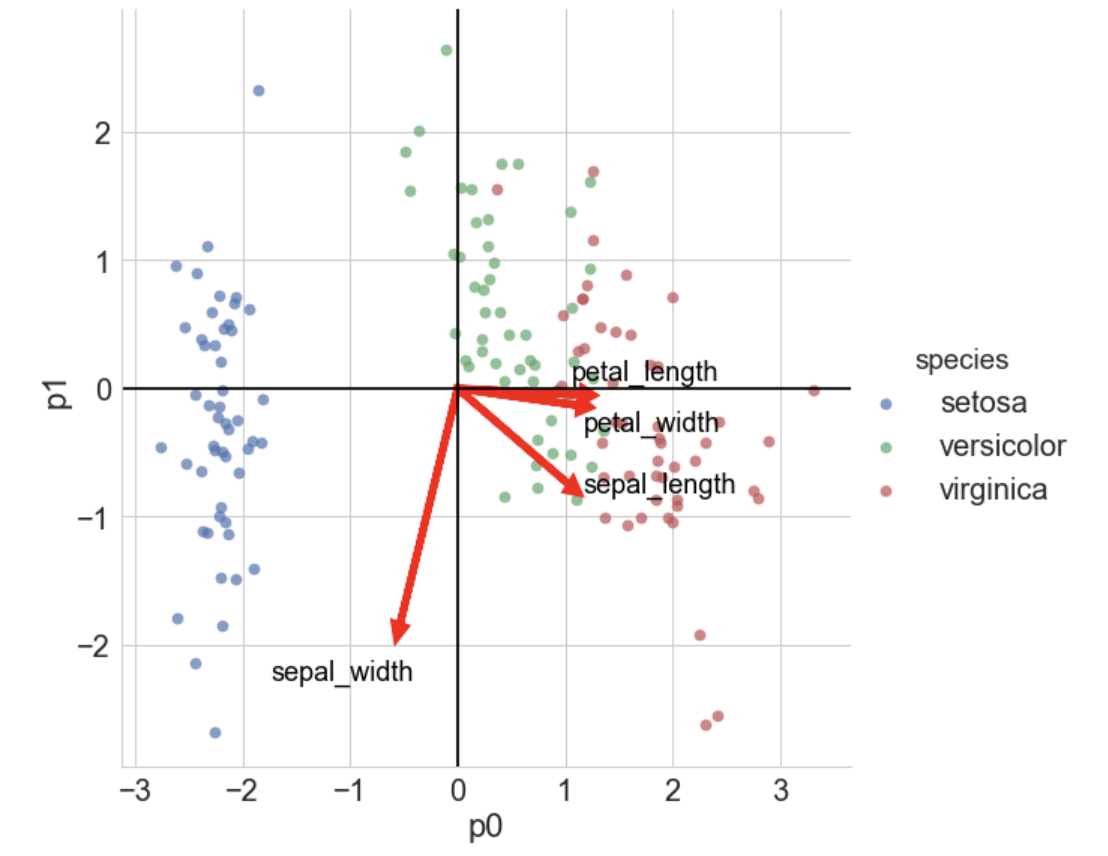 2
1
0
−1
−2
p1
petal_length
petal_width
sepal_length
sepal_width
−3 −2 −1 0 1 2 3
p0
species
setosa
versicolor
virginica